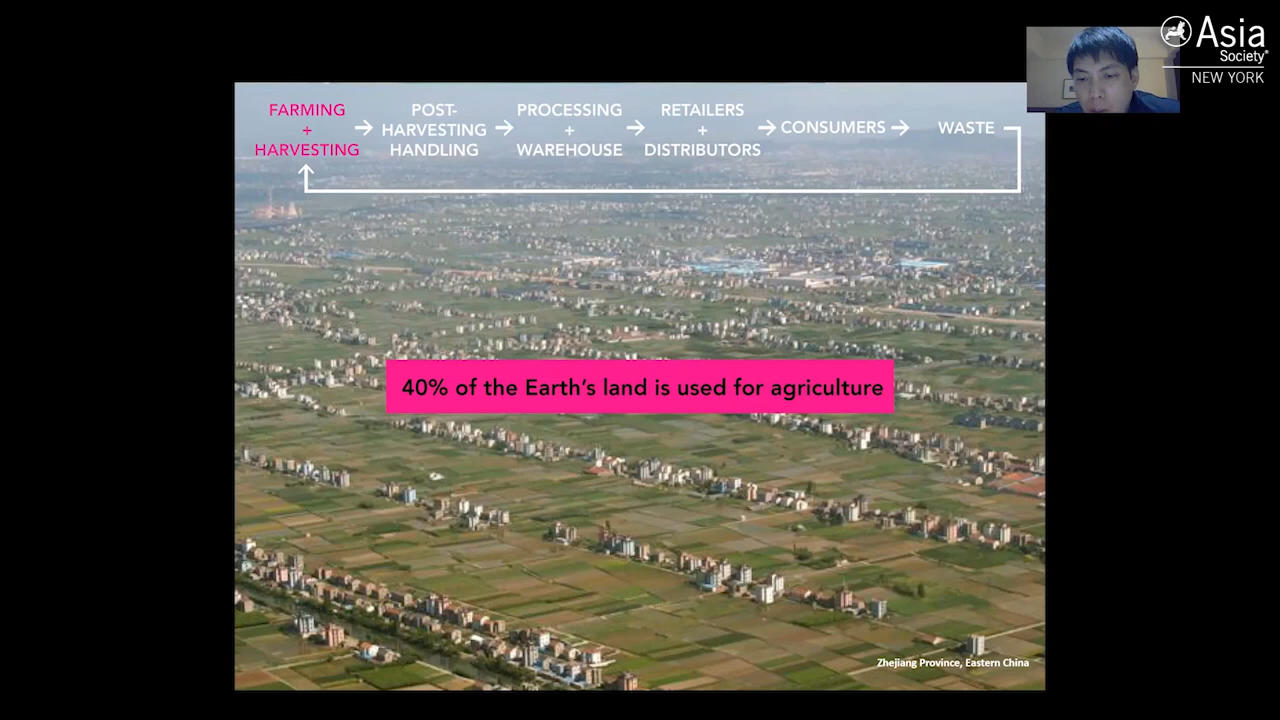 Asia
Society®
NEW YORK
FARMING
+
HARVESTING
POST-
HARVESTING
HANDLING
PROCESSING
+
WAREHOUSE
RETAILERS
+
DISTRIBUTORS
CONSUMERS
WASTE
40% of the Earth's land is used for agriculture
Zhejiang Province, Eastern China